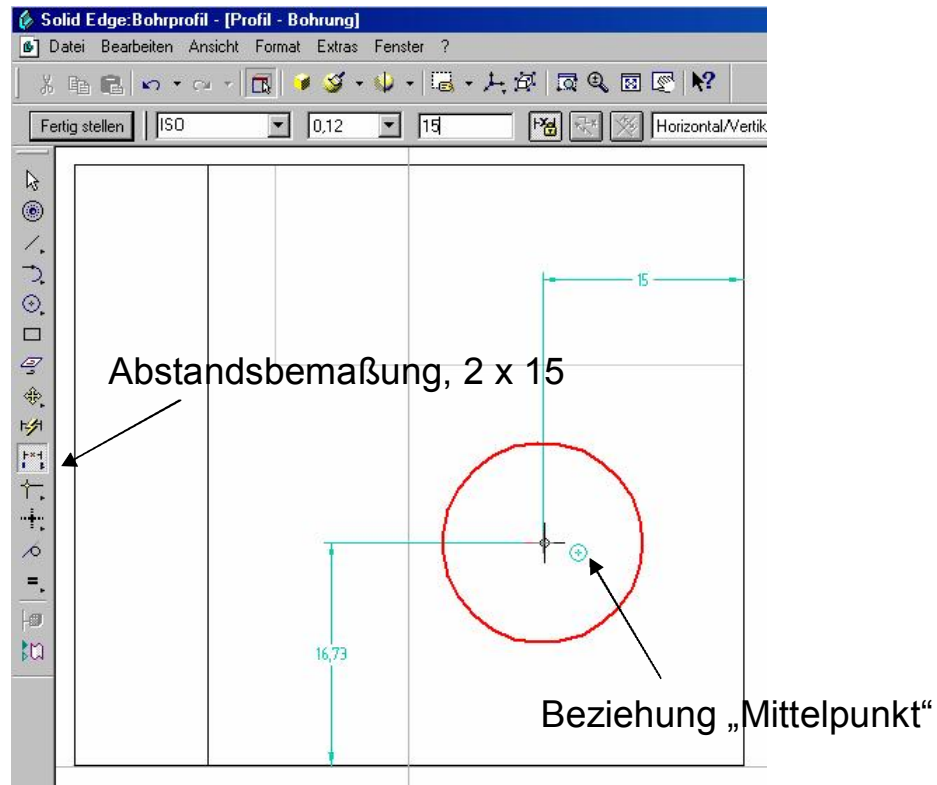 Solid Edge:Bohrprofil - [Profil - Bohrung]
Datei Bearbeiten Ansicht Format Extras Fenster ?
Fertig stellen ISO 0,12 15 Horizontal/Vertik
15
Abstandsbemaßung, 2 x 15
16,73
Beziehung „Mittelpunkt“